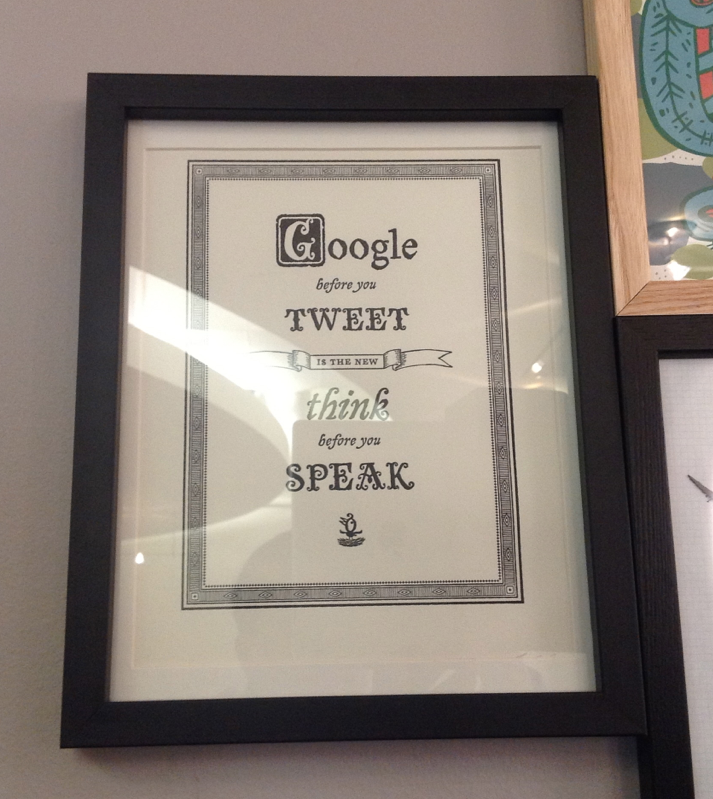 Google
before you
TWEET
IS THE NEW
think
before you
SPEAK